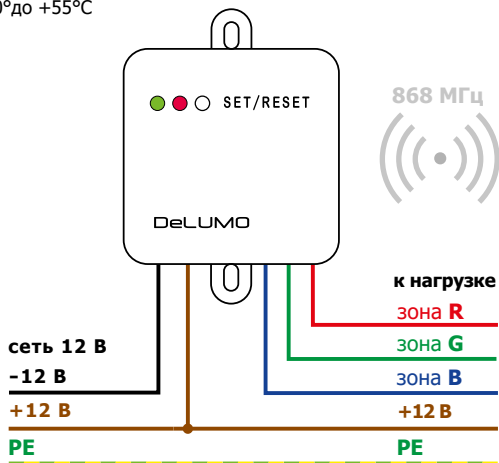 0°до +55°C
SET/RESET
868 МГц
DeLUMO
к нагрузке
зона R
сеть 12 В
зона G
-12 В
зона B
+12 В
+12 В
PE
PE